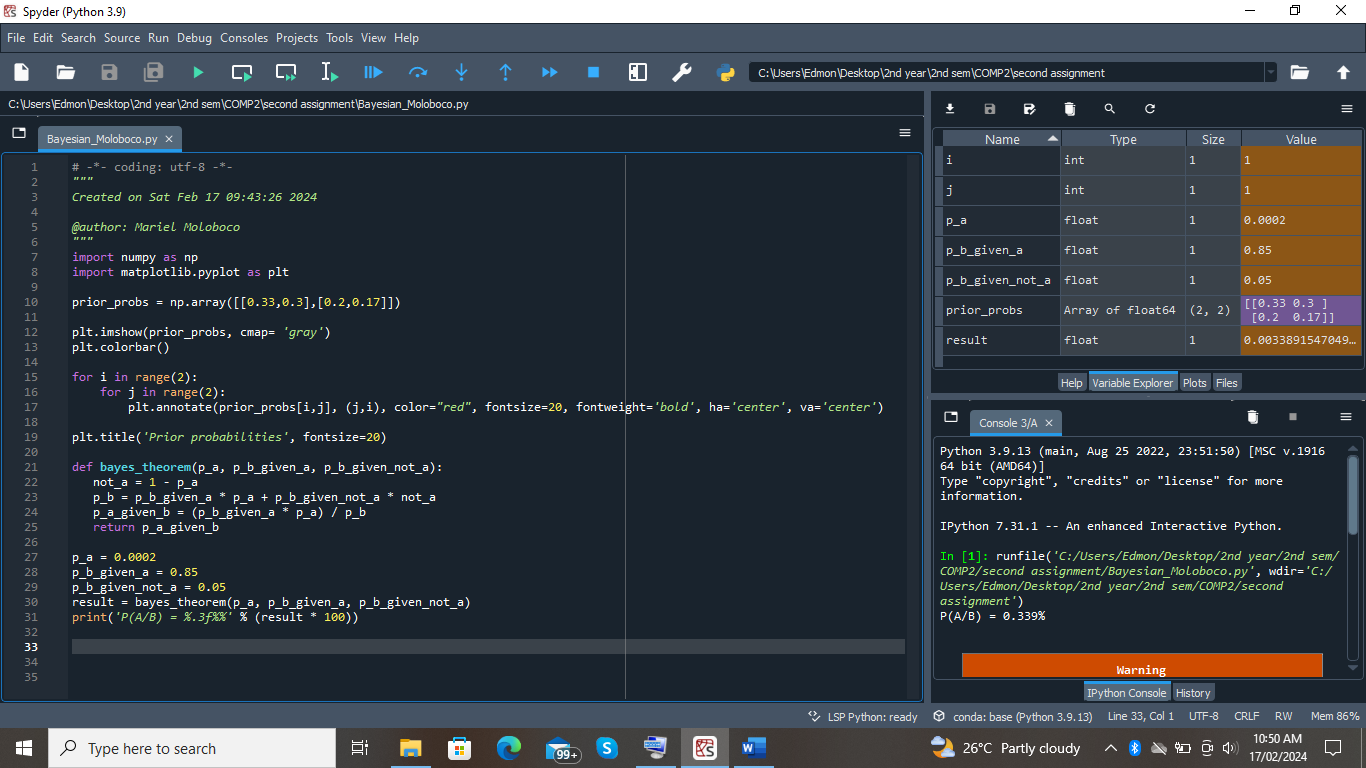 Spyder (Python 3.9)
File Edit Search Source Run Debug Consoles Projects Tools View Help
C:\Users\Edmon\Desktop\2nd year\2nd sem\COMP2\second assignment
C:\Users\Edmon\Desktop\2nd year\2nd sem\COMP2\second assignment\Bayesian_Moloboco.py
Bayesian_Moloboco.py
1 # -*- coding: utf-8 -*-
2 """
3 Created on Sat Feb 17 09:43:26 2024
4
5 @author: Mariel Moloboco
6 """
7 import numpy as np
8 import matplotlib.pyplot as plt
9
10 prior_probs = np.array([[0.33,0.3],[0.2,0.17]])
11
12 plt.imshow(prior_probs, cmap= 'gray')
13 plt.colorbar()
14
15 for i in range(2):
16     for j in range(2):
17         plt.annotate(prior_probs[i,j], (j,i), color="red", fontsize=20, fontweight='bold', ha='center', va='center')
18
19 plt.title('Prior probabilities', fontsize=20)
20
21 def bayes_theorem(p_a, p_b_given_a, p_b_given_not_a):
22    not_a = 1 - p_a
23    p_b = p_b_given_a * p_a + p_b_given_not_a * not_a
24    p_a_given_b = (p_b_given_a * p_a) / p_b
25    return p_a_given_b
26
27 p_a = 0.0002
28 p_b_given_a = 0.85
29 p_b_given_not_a = 0.05
30 result = bayes_theorem(p_a, p_b_given_a, p_b_given_not_a)
31 print('P(A/B) = %.3f%%' % (result * 100))
32
33
34
35
Name Type Size Value
i int 1 1
j int 1 1
p_a float 1 0.0002
p_b_given_a float 1 0.85
p_b_given_not_a float 1 0.05
prior_probs Array of float64 (2, 2) [[0.33 0.3 ]
[0.2  0.17]]
result float 1 0.0033891547049…
Help Variable Explorer Plots Files
Console 3/A
Python 3.9.13 (main, Aug 25 2022, 23:51:50) [MSC v.1916
64 bit (AMD64)]
Type "copyright", "credits" or "license" for more
information.
IPython 7.31.1 -- An enhanced Interactive Python.
In [1]: runfile('C:/Users/Edmon/Desktop/2nd year/2nd sem/
COMP2/second assignment/Bayesian_Moloboco.py', wdir='C:/
Users/Edmon/Desktop/2nd year/2nd sem/COMP2/second
assignment')
P(A/B) = 0.339%
Warning
IPython Console History
LSP Python: ready conda: base (Python 3.9.13) Line 33, Col 1 UTF-8 CRLF RW Mem 86%
Type here to search
99+
26°C Partly cloudy
10:50 AM
17/02/2024